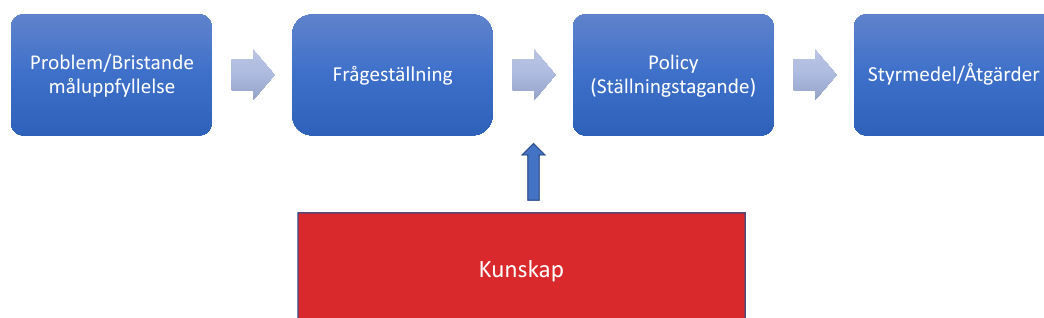 Problem/Bristande
måluppfyllelse
Frågeställning
Policy
(Ställningstagande)
Styrmedel/Åtgärder
Kunskap